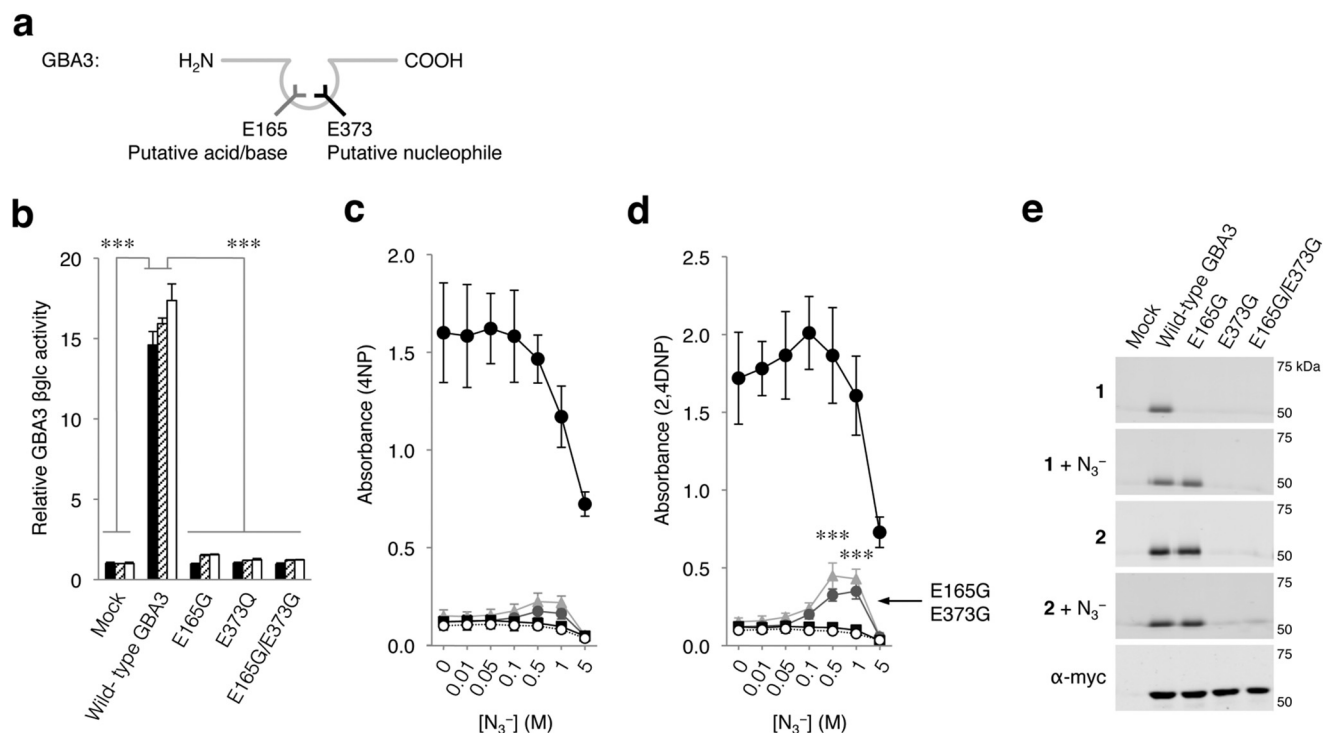 a
GBA3:
H₂N
COOH
E165
Putative acid/base
E373
Putative nucleophile
b
***
***
Relative GBA3 βglc activity
20
15
10
5
0
Mock
Wild- type GBA3
E165G
E373Q
E165G/E373G
c
Absorbance (4NP)
2.0
1.5
1.0
0.5
0.0
0
0.01
0.05
0.1
0.5
1
5
[N₃⁻] (M)
d
Absorbance (2,4DNP)
2.5
2.0
1.5
1.0
0.5
0.0
***
***
E165G
E373G
0
0.01
0.05
0.1
0.5
1
5
[N₃⁻] (M)
e
Mock
Wild-type GBA3
E165G
E373G
E165G/E373G
1
75 kDa
50
1 + N₃⁻
75
50
2
75
50
2 + N₃⁻
75
50
α-myc
75
50